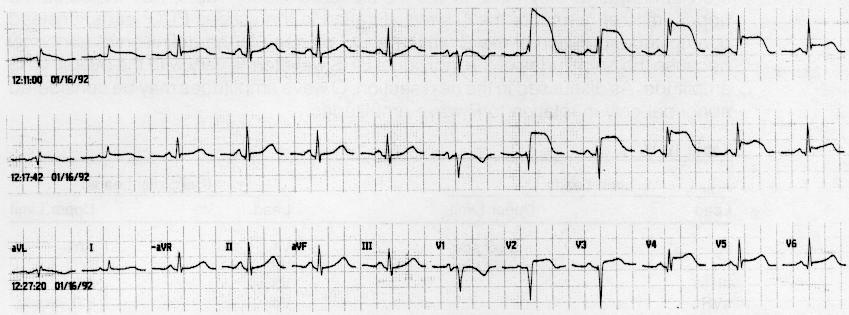 12:11:00 01/16/92
12:17:42 01/16/92
aVL I -aVR II aVF III V1 V2 V3 V4 V5 V6
12:27:20 01/16/92